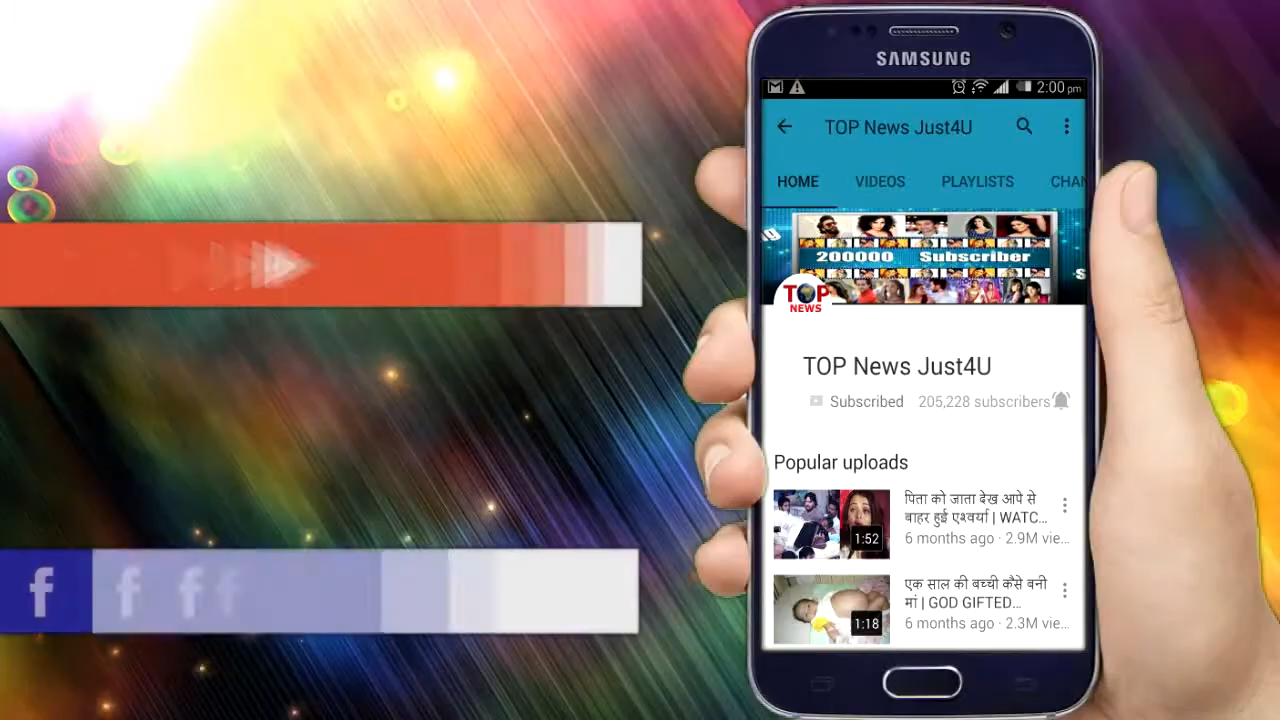 SAMSUNG
2:00 pm
TOP News Just4U
HOME VIDEOS PLAYLISTS CHAN
200000 Subscriber
TOP
NEWS
TOP News Just4U
Subscribed 205,228 subscribers
Popular uploads
पिता को जाता देख आपे से
बाहर हुई एश्वर्या | WATC...
1:52
6 months ago · 2.9M vie...
एक साल की बच्ची कैसे बनी
मां | GOD GIFTED...
1:18
6 months ago · 2.3M vie...
f
f f f